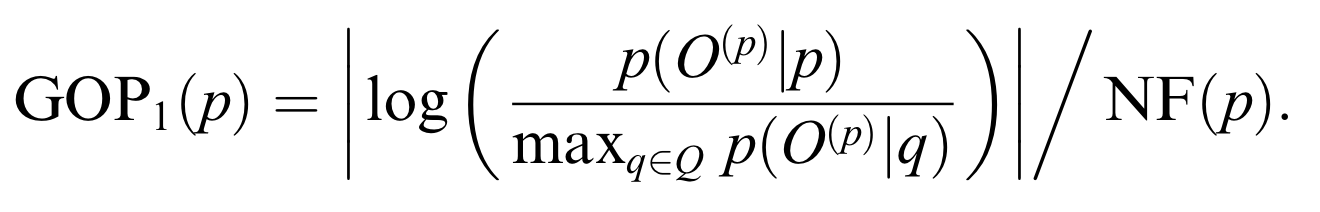 GOP₁(p) = | log ( p(O⁽ᵖ⁾|p) / max_{q∈Q} p(O⁽ᵖ⁾|q) ) | / NF(p).